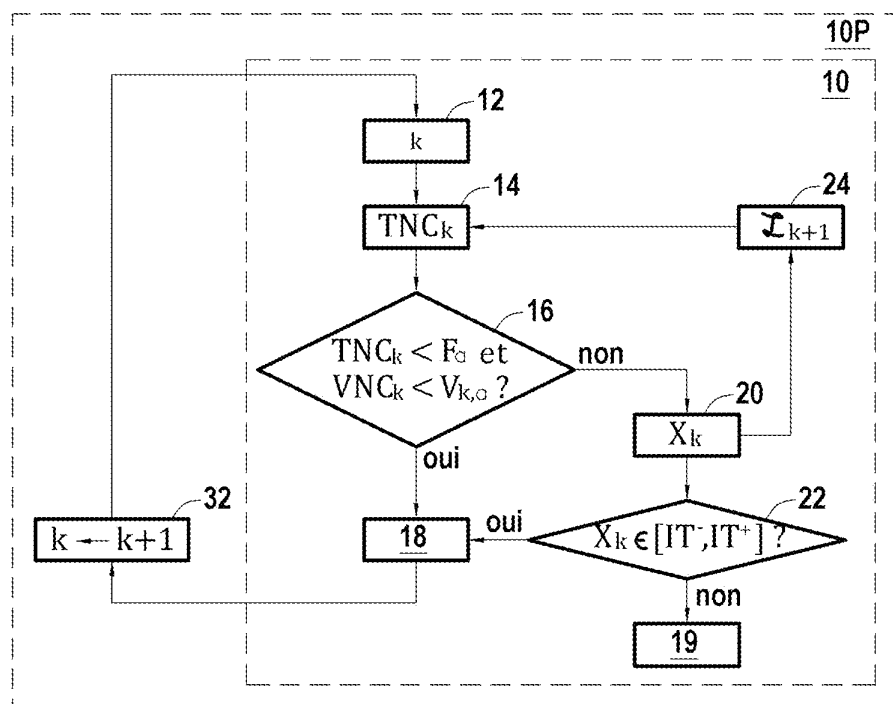 10P
10
12
k
14
TNCk
24
ℒk+1
16
TNCk < Fα et
VNCk < Vk,α ?
non
20
Xk
oui
32
k ← k+1
18
oui
22
Xk ϵ [IT-,IT+] ?
non
19